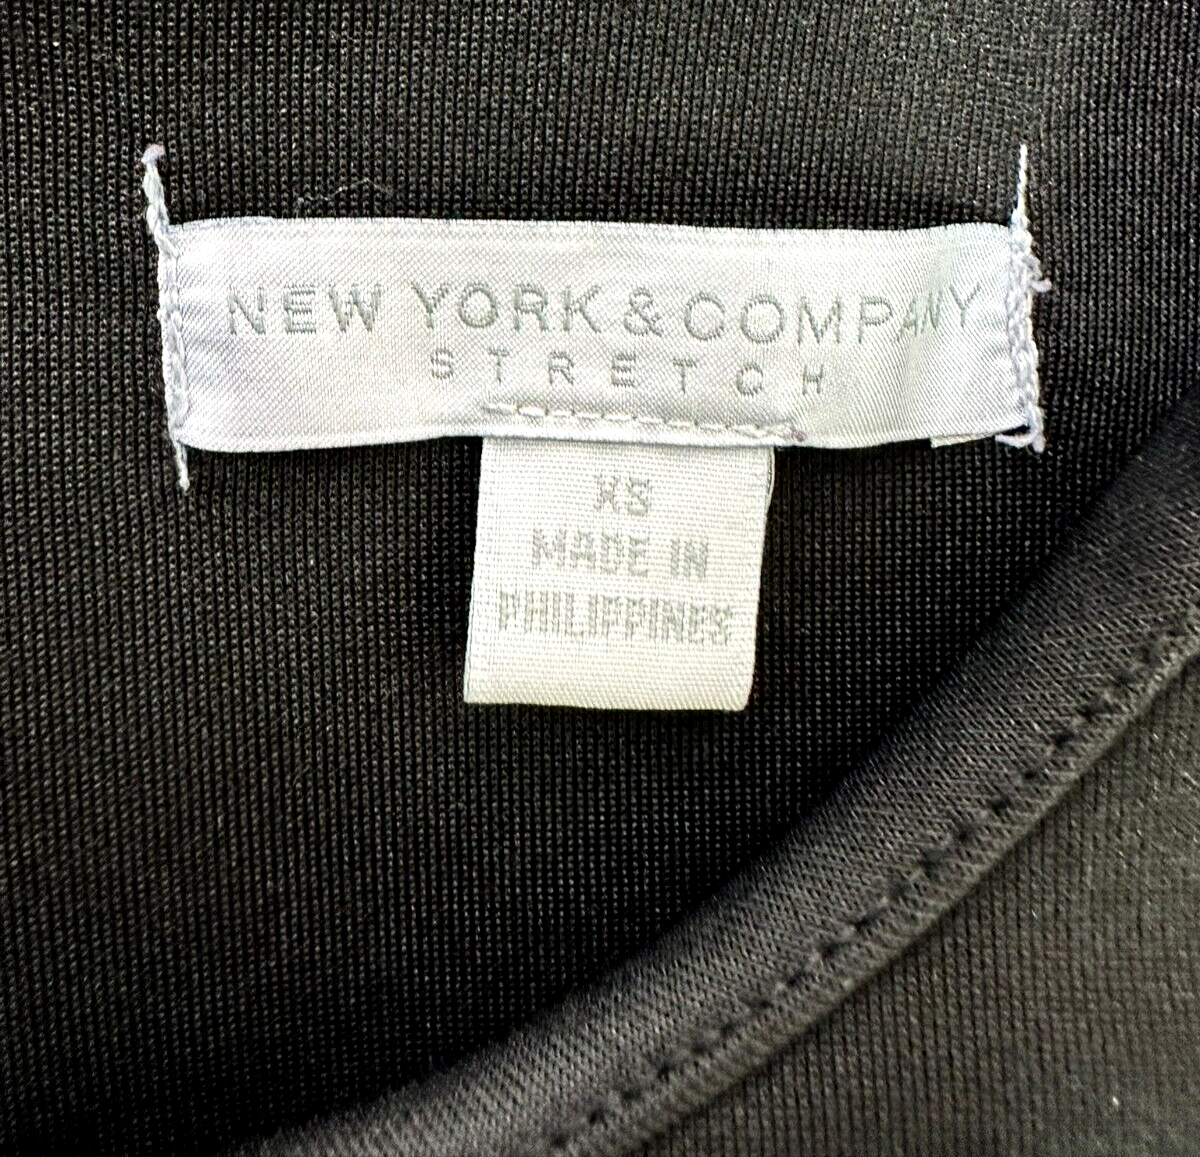 NEW YORK & COMPANY
STRETCH
XS
MADE IN
PHILIPPINES